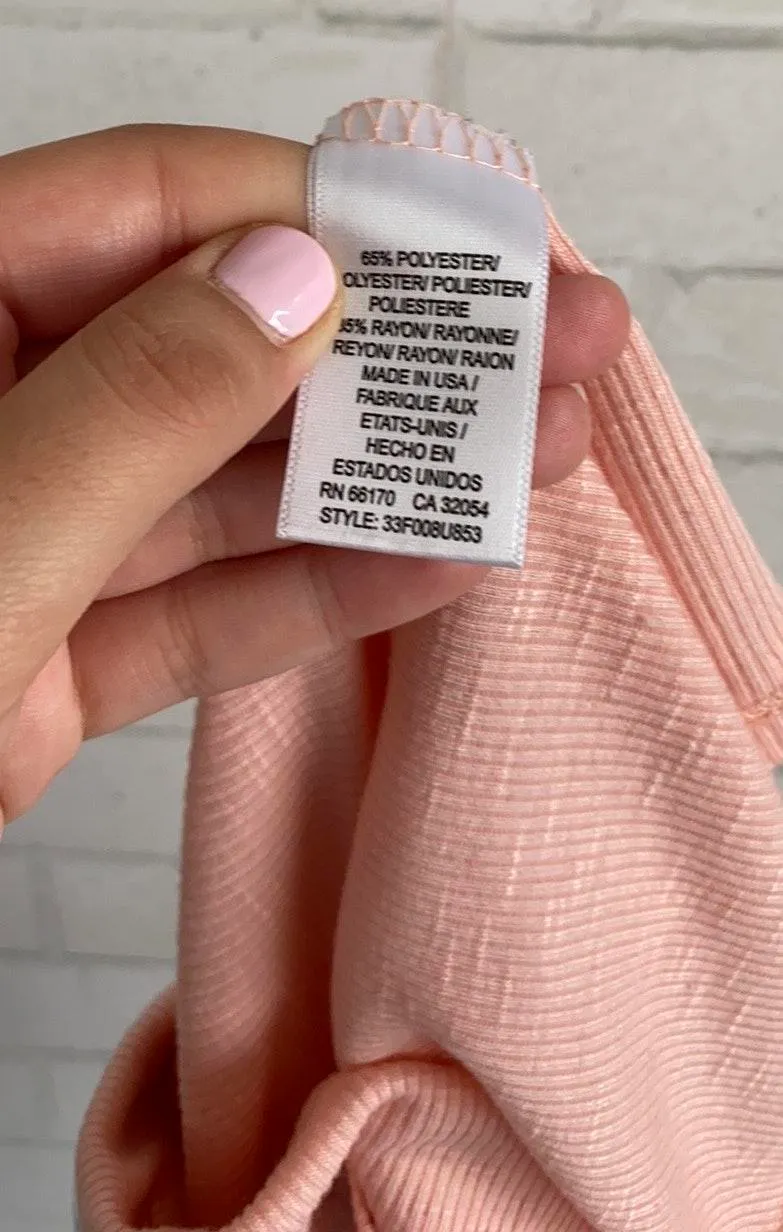 65% POLYESTER/
OLYESTER/ POLIESTER/
POLIESTERE
35% RAYON/ RAYONNE/
REYON/ RAYON/ RAION
MADE IN USA /
FABRIQUE AUX
ETATS-UNIS /
HECHO EN
ESTADOS UNIDOS
RN 66170 CA 32054
STYLE: 33F008U853